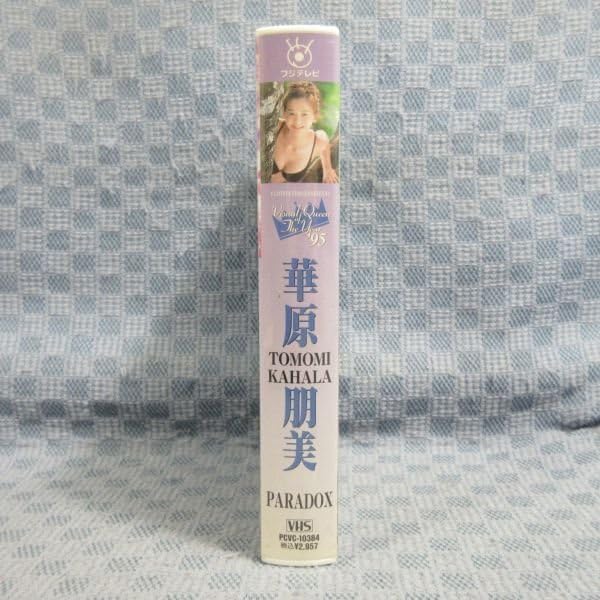 フジテレビ
Visual Queen
of
The Year
'95
華原
TOMOMI
KAHALA
朋美
PARADOX
VHS
PCVC-10384
税込¥2,957